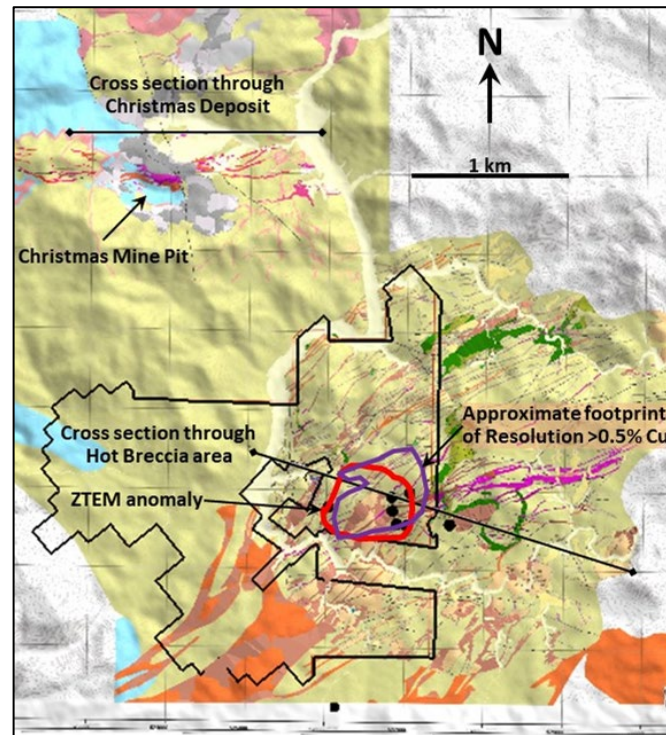 Cross section through
Christmas Deposit
N
1 km
Christmas Mine Pit
Approximate footprint
of Resolution >0.5% Cu
Cross section through
Hot Breccia area
ZTEM anomaly